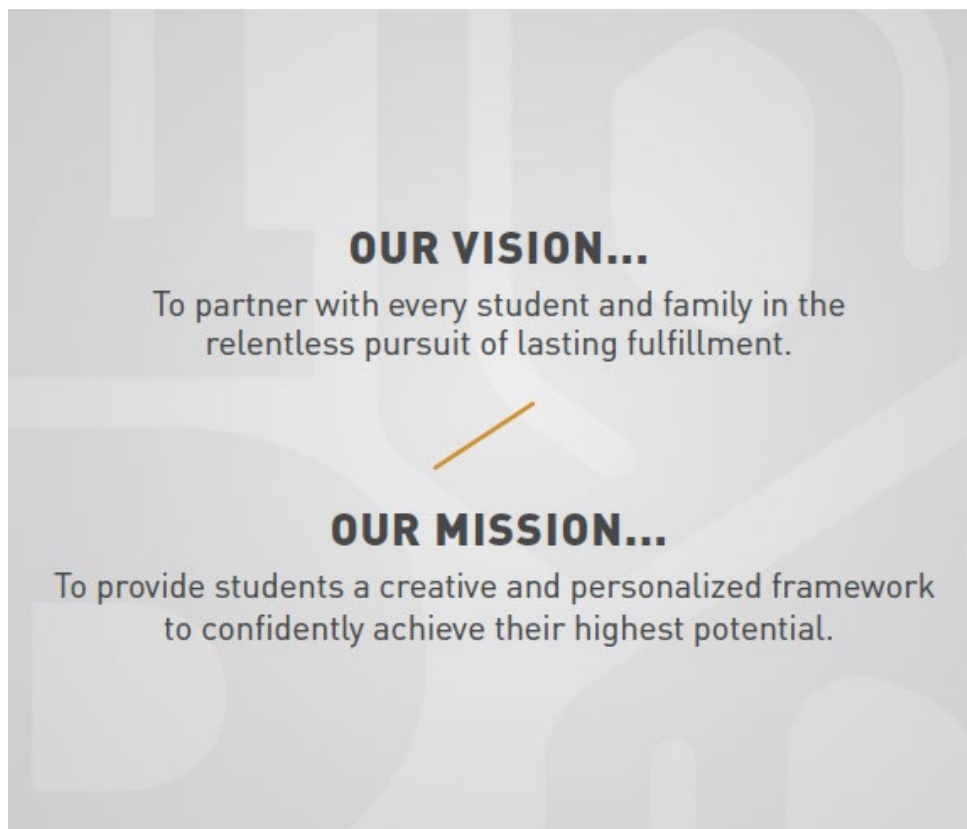 OUR VISION...
To partner with every student and family in the
relentless pursuit of lasting fulfillment.
OUR MISSION...
To provide students a creative and personalized framework
to confidently achieve their highest potential.